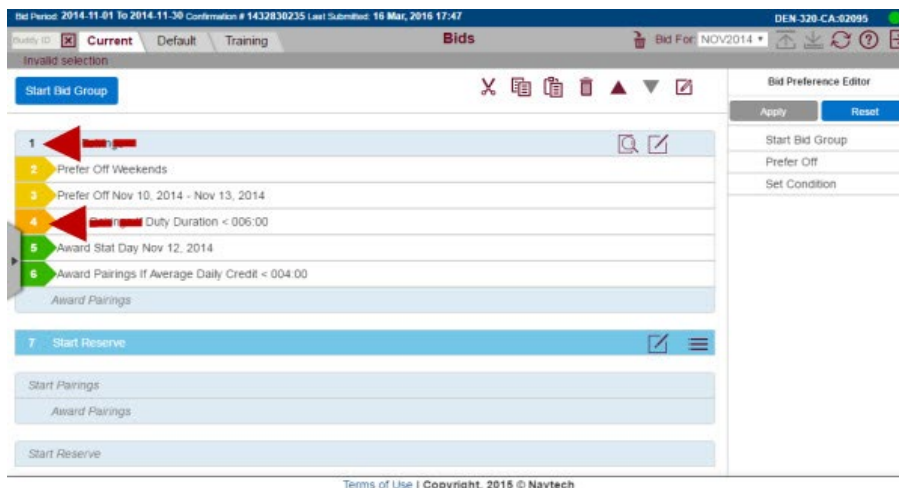 Bid Period: 2014-11-01 To 2014-11-30 Confirmation # 1432830235 Last Submitted: 16 Mar, 2016 17:47
DEN-320-CA:02095
Buddy ID Current Default Training Bids Bid For: NOV2014
Invalid selection
Start Bid Group
Bid Preference Editor
Apply Reset
Start Bid Group
Prefer Off
Set Condition
1
2 Prefer Off Weekends
3 Prefer Off Nov 10, 2014 - Nov 13, 2014
4 Duty Duration < 006:00
5 Award Stat Day Nov 12, 2014
6 Award Pairings If Average Daily Credit < 004:00
Award Pairings
7 Start Reserve
Start Pairings
Award Pairings
Start Reserve
Terms of Use | Copyright, 2015 © Navtech